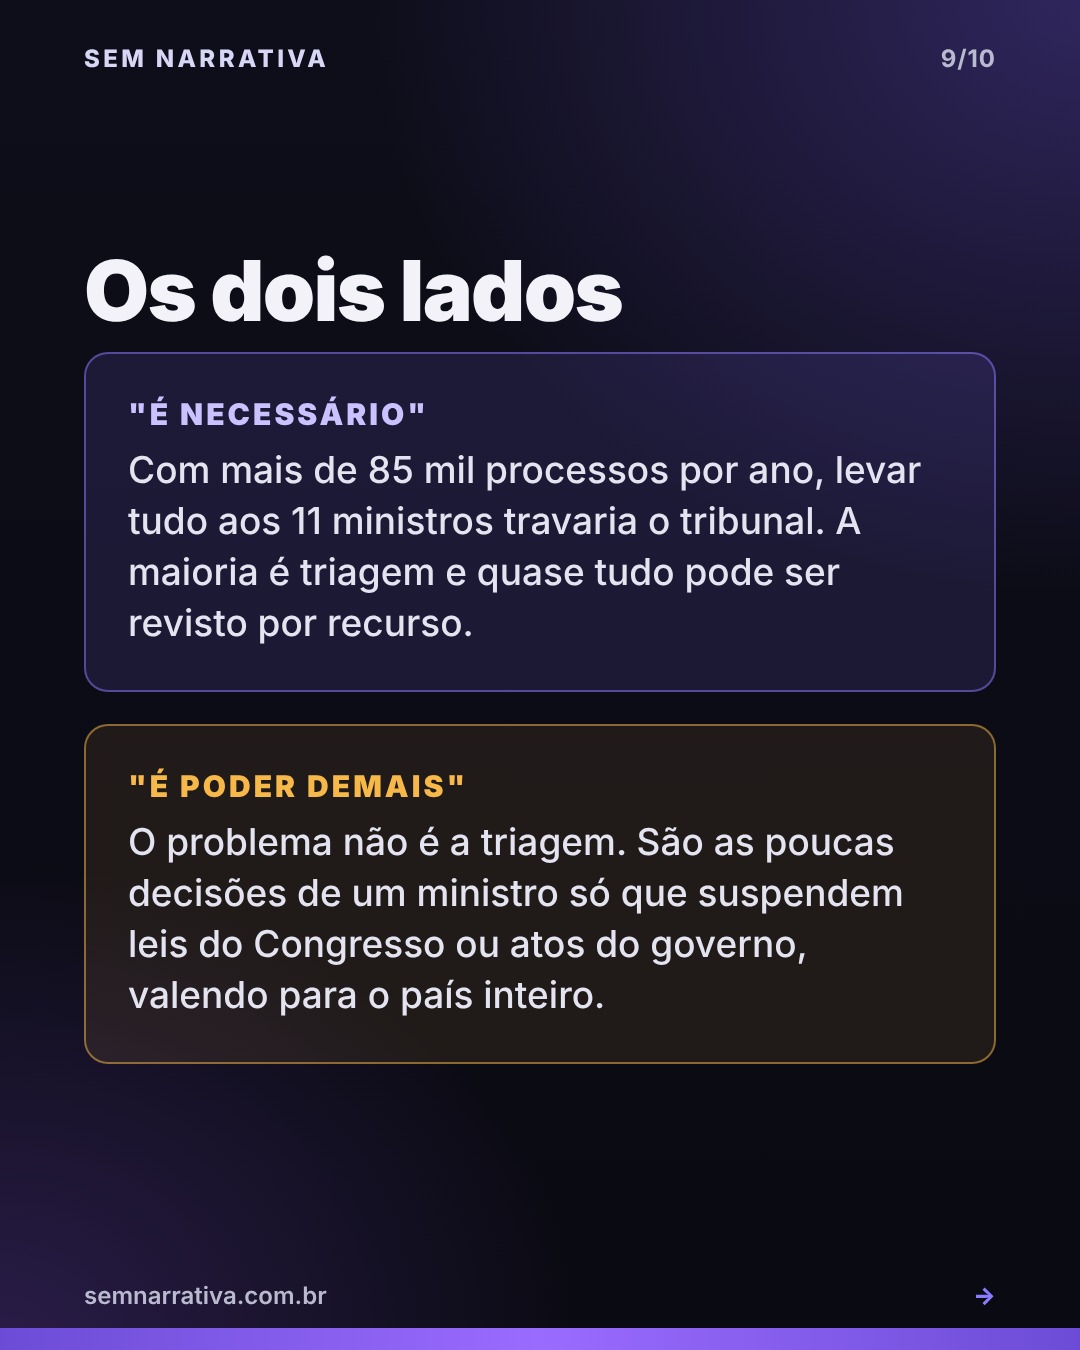 SEM NARRATIVA
9/10
Os dois lados
"É NECESSÁRIO"
Com mais de 85 mil processos por ano, levar
tudo aos 11 ministros travaria o tribunal. A
maioria é triagem e quase tudo pode ser
revisto por recurso.
"É PODER DEMAIS"
O problema não é a triagem. São as poucas
decisões de um ministro só que suspendem
leis do Congresso ou atos do governo,
valendo para o país inteiro.
semnarrativa.com.br
→